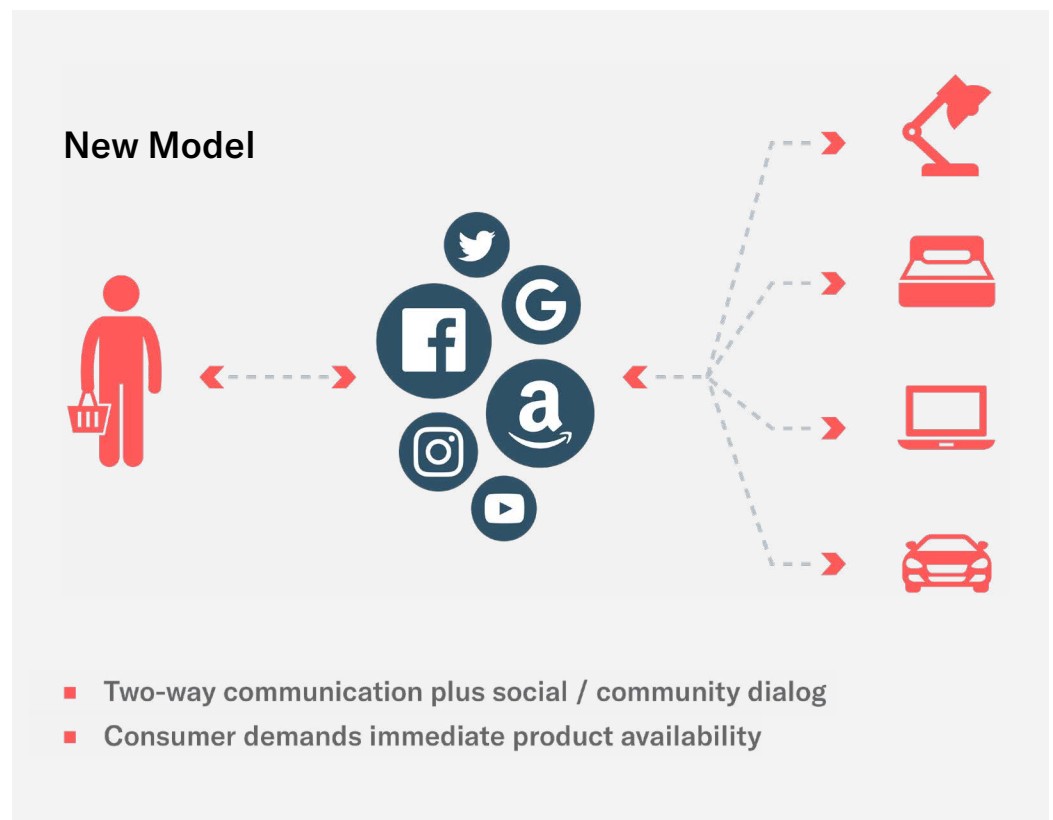 New Model
Two-way communication plus social / community dialog
Consumer demands immediate product availability